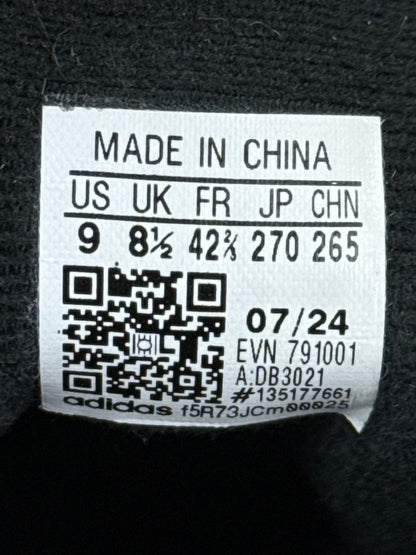 MADE IN CHINA
US UK FR JP CHN
9 8½ 42⅔ 270 265
07/24
EVN 791001
A:DB3021
#135177661
adidas f5R73JCm00025